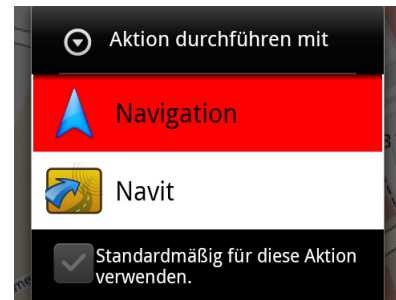 Aktion durchführen mit
Navigation
Navit
Standardmäßig für diese Aktion
verwenden.